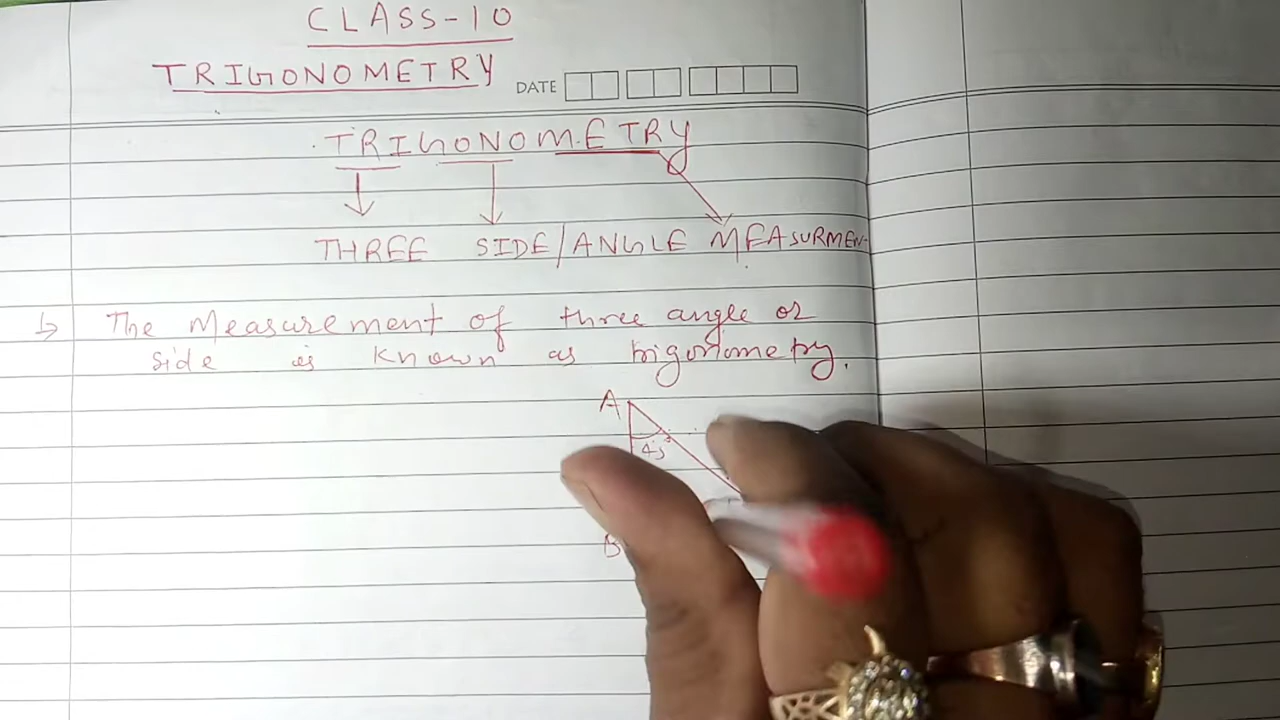 CLASS-10
TRIGONOMETRY
DATE
TRIGONOMETRY
THREE SIDE/ANGLE MEASURMEN
↳ The Measurement of three angle or
side is known as trigonometry.
A
45°
B